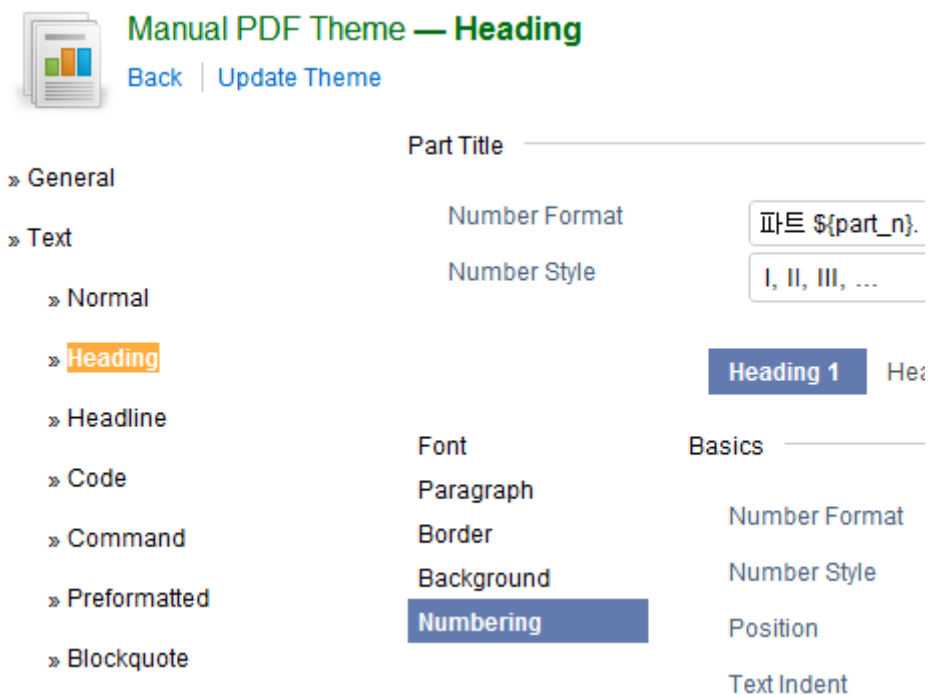 Manual PDF Theme — Heading
Back
Update Theme
» General
» Text
» Normal
» Heading
» Headline
» Code
» Command
» Preformatted
» Blockquote
Part Title
Number Format
파트 ${part_n}.
Number Style
I, II, III, ...
Heading 1
Font
Paragraph
Border
Background
Numbering
Basics
Number Format
Number Style
Position
Text Indent